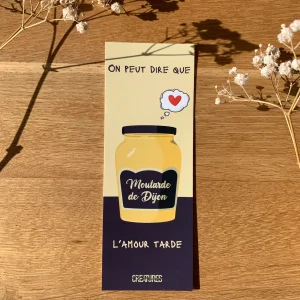 ON PEUT DIRE QUE
Moutarde
de Dijon
L'AMOUR TARDE
CREATURES